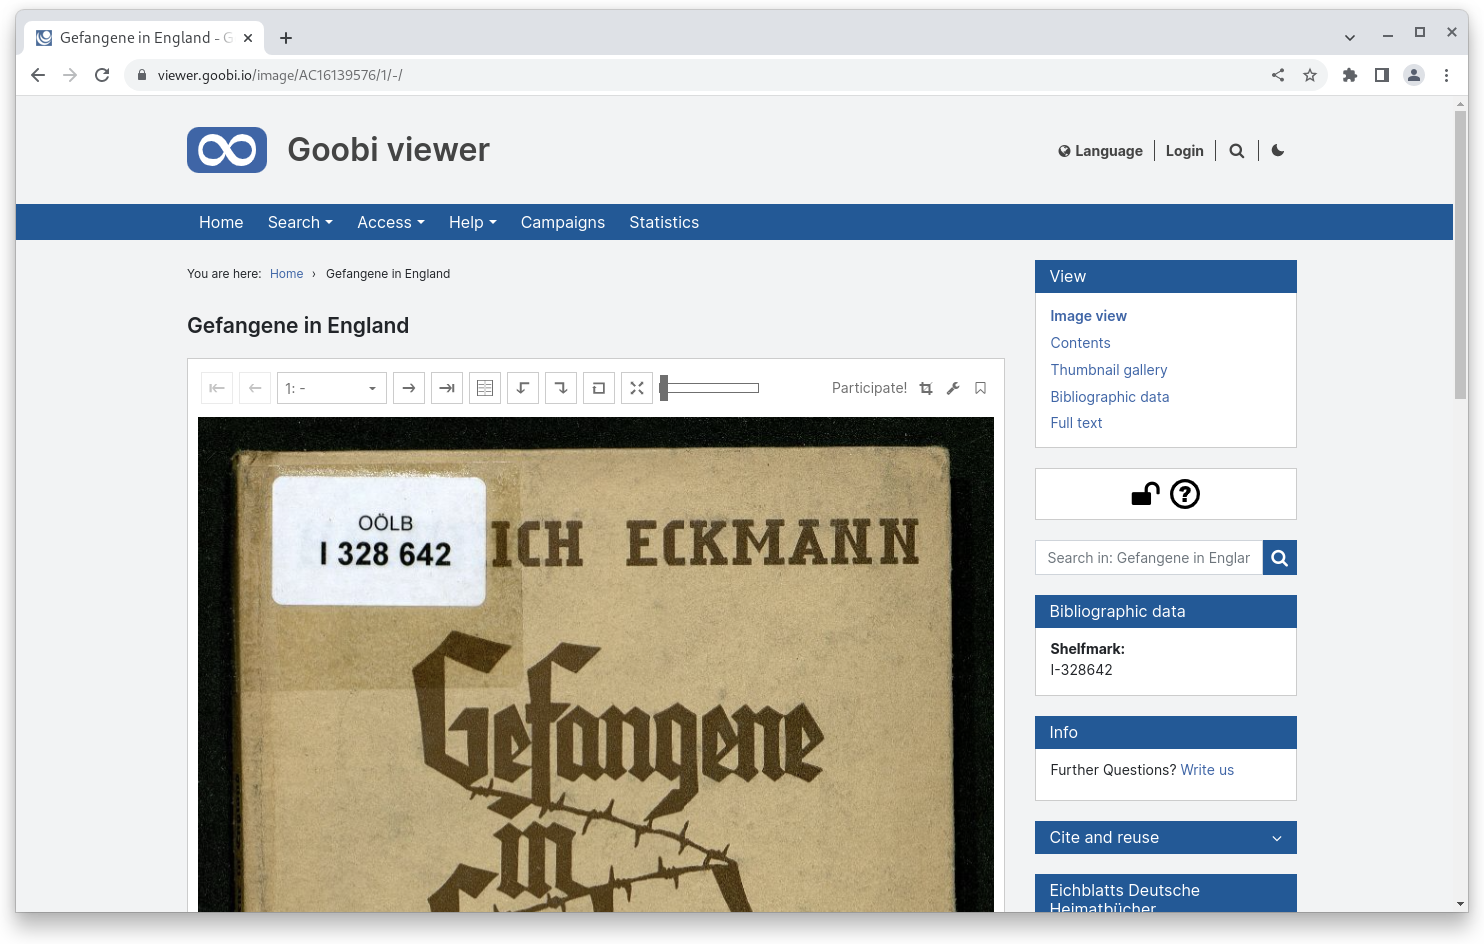 Gefangene in England - G
viewer.goobi.io/image/AC16139576/1/-/
Goobi viewer
Language
Login
Home
Search
Access
Help
Campaigns
Statistics
You are here: Home › Gefangene in England
Gefangene in England
1: -
Participate!
OÖLB
I 328 642
ICH ECKMANN
Gefangene
in
View
Image view
Contents
Thumbnail gallery
Bibliographic data
Full text
Search in: Gefangene in Englar
Bibliographic data
Shelfmark:
I-328642
Info
Further Questions? Write us
Cite and reuse
Eichblatts Deutsche
Heimatbücher